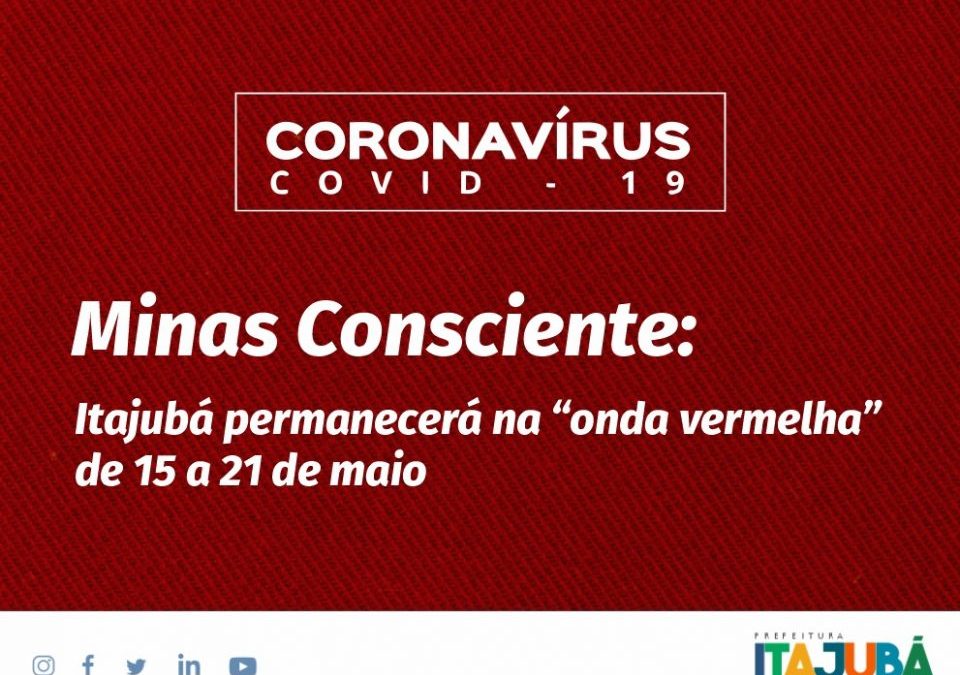 CORONAVÍRUS
COVID - 19
Minas Consciente:
Itajubá permanecerá na “onda vermelha”
de 15 a 21 de maio
PREFEITURA
ITAJUBÁ